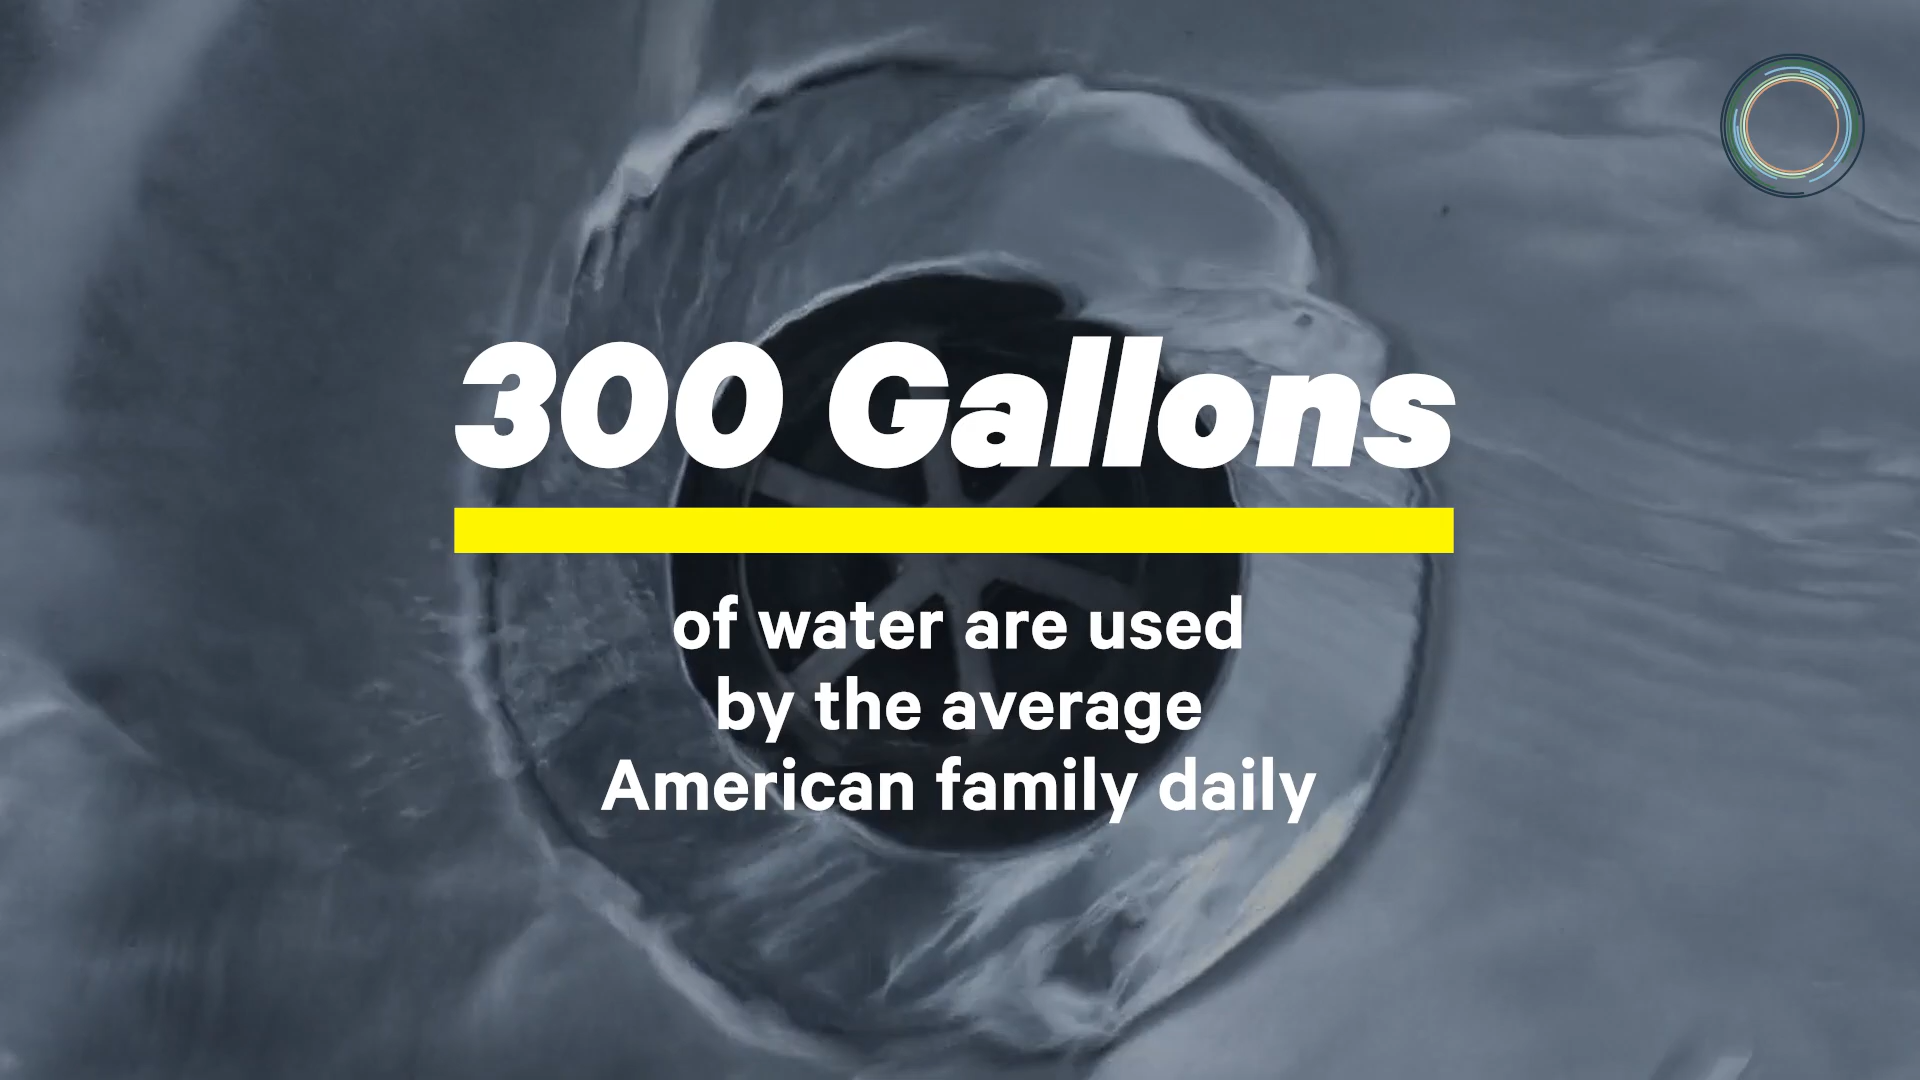 300 Gallons
of water are used
by the average
American family daily